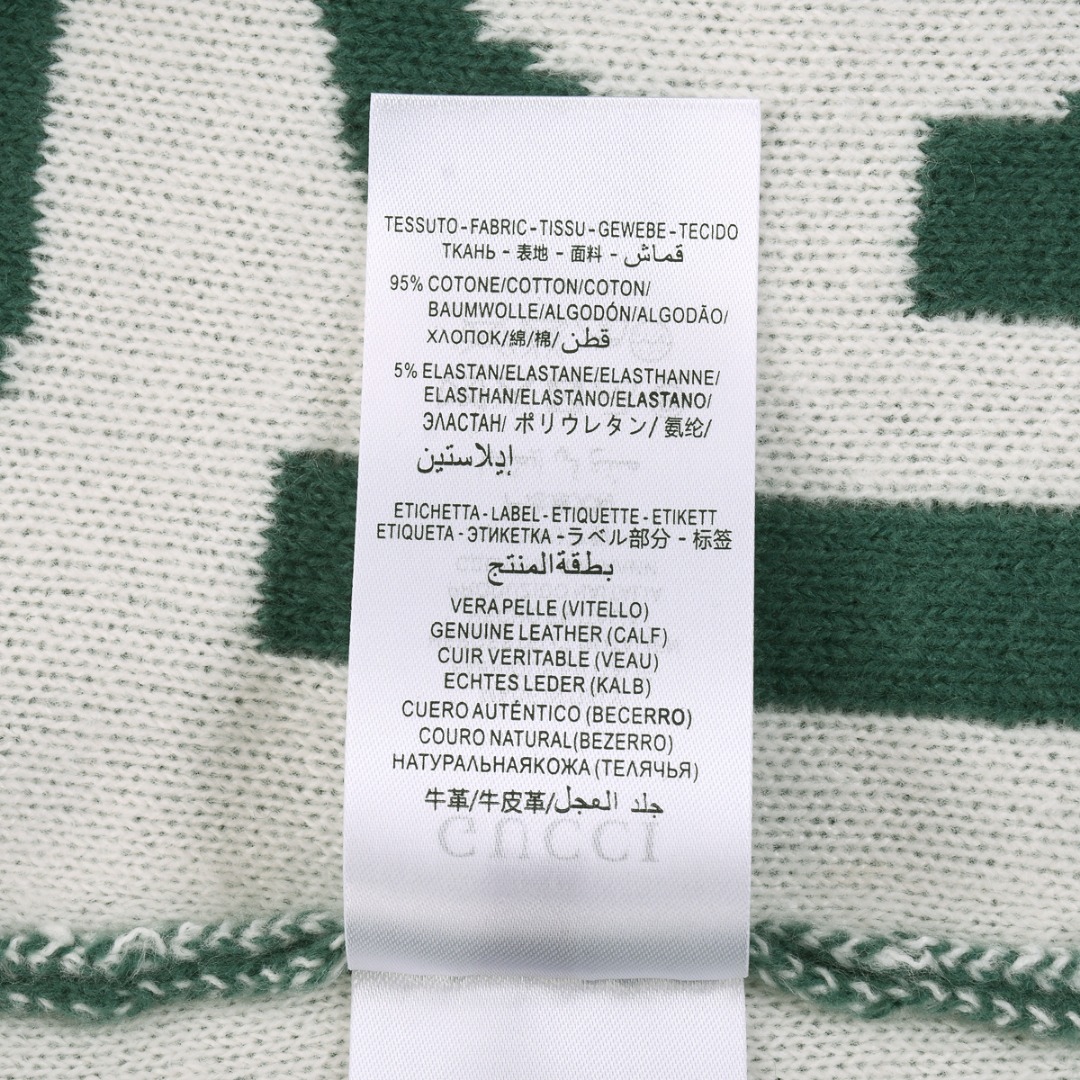 TESSUTO-FABRIC-TISSU-GEWEBE-TECIDO
ТКАНЬ - 表地 - 面料 - قماش
95% COTONE/COTTON/COTON/
BAUMWOLLE/ALGODÓN/ALGODÃO/
ХЛОПОК/綿/棉/قطن
5% ELASTAN/ELASTANE/ELASTHANNE/
ELASTHAN/ELASTANO/ELASTANO/
ЭЛАСТАН/ ポリウレタン/ 氨纶/
إيلاستين
ETICHETTA-LABEL-ETIQUETTE-ETIKETT
ETIQUETA-ЭТИКЕТКА-ラベル部分 - 标签
بطقةالمنتج
VERA PELLE (VITELLO)
GENUINE LEATHER (CALF)
CUIR VERITABLE (VEAU)
ECHTES LEDER (KALB)
CUERO AUTÉNTICO (BECERRO)
COURO NATURAL(BEZERRO)
НАТУРАЛЬНАЯКОЖА (ТЕЛЯЧЬЯ)
牛革/牛皮革/جلد العجل
GUCCI